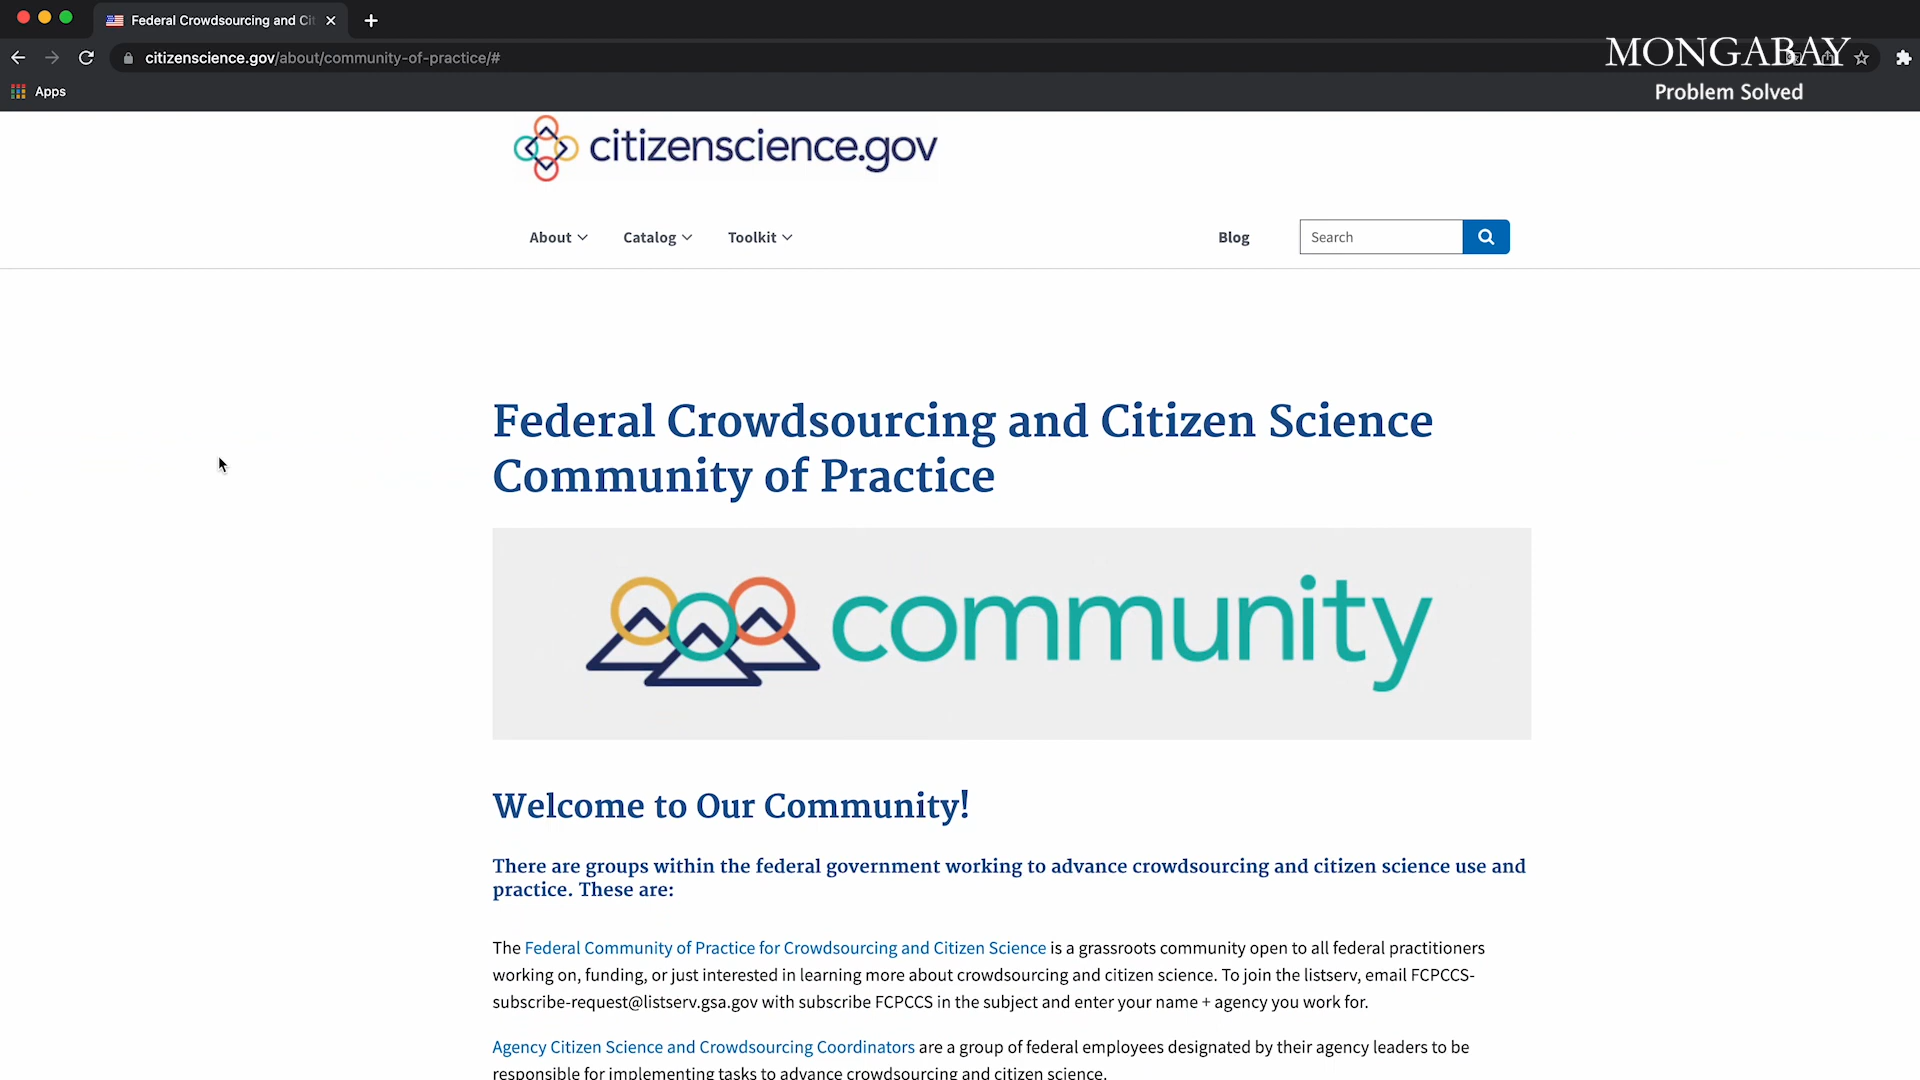 Federal Crowdsourcing and Cit
citizenscience.gov/about/community-of-practice/#
MONGABAY
Problem Solved
Apps
citizenscience.gov
About
Catalog
Toolkit
Blog
Search
Federal Crowdsourcing and Citizen Science
Community of Practice
community
Welcome to Our Community!
There are groups within the federal government working to advance crowdsourcing and citizen science use and
practice. These are:
The Federal Community of Practice for Crowdsourcing and Citizen Science is a grassroots community open to all federal practitioners
working on, funding, or just interested in learning more about crowdsourcing and citizen science. To join the listserv, email FCPCCS-
subscribe-request@listserv.gsa.gov with subscribe FCPCCS in the subject and enter your name + agency you work for.
Agency Citizen Science and Crowdsourcing Coordinators are a group of federal employees designated by their agency leaders to be
responsible for implementing tasks to advance crowdsourcing and citizen science.